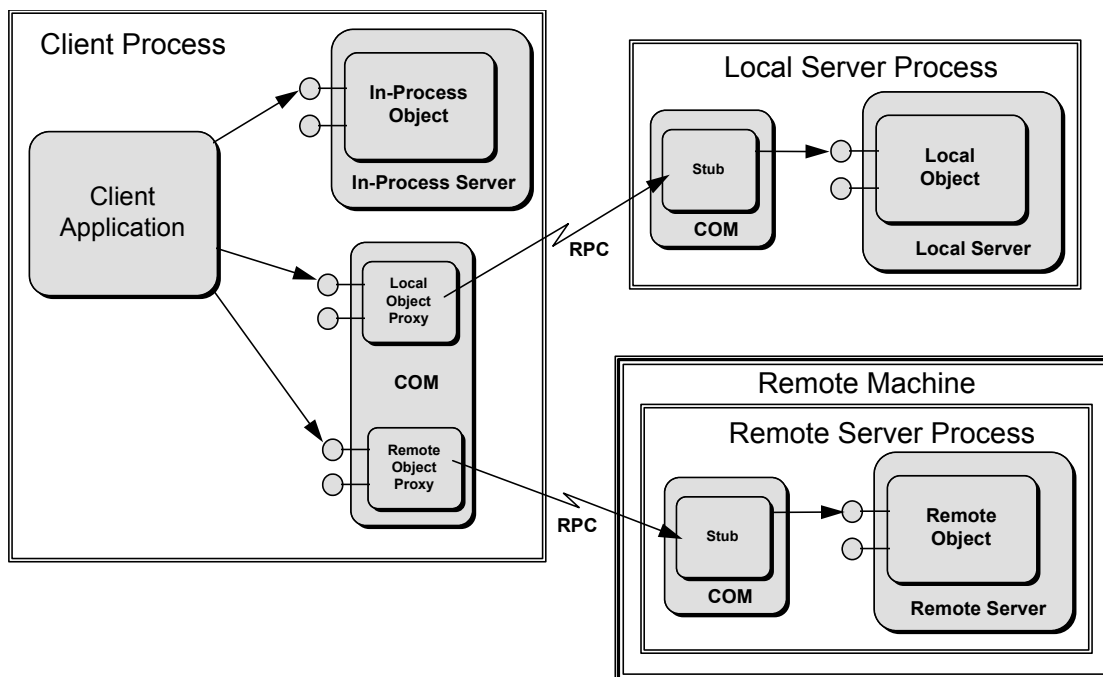 Client Process
In-Process
Object
In-Process Server
Client
Application
Local
Object
Proxy
COM
Remote
Object
Proxy
RPC
RPC
Local Server Process
Stub
COM
Local
Object
Local Server
Remote Machine
Remote Server Process
Stub
COM
Remote
Object
Remote Server